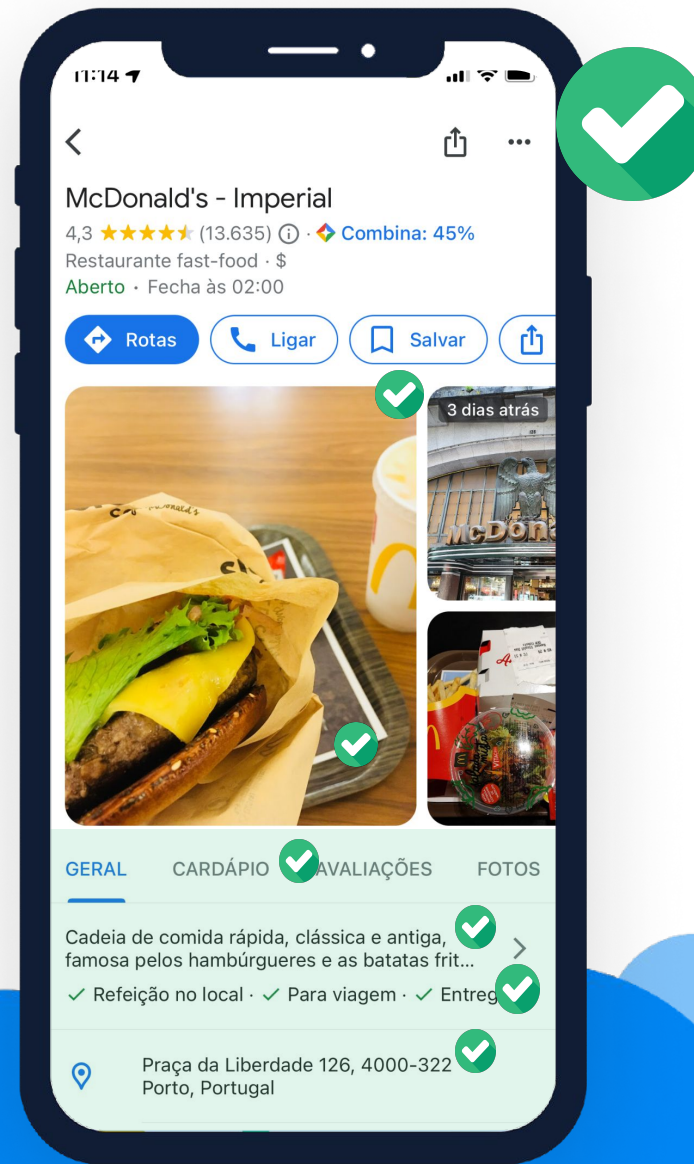 11:14
McDonald's - Imperial
4,3 (13.635) · Combina: 45%
Restaurante fast-food · $
Aberto · Fecha às 02:00
Rotas Ligar Salvar
3 dias atrás
McDon
GERAL CARDÁPIO AVALIAÇÕES FOTOS
Cadeia de comida rápida, clássica e antiga,
famosa pelos hambúrgueres e as batatas frit...
✓ Refeição no local · ✓ Para viagem · ✓ Entreg
Praça da Liberdade 126, 4000-322
Porto, Portugal